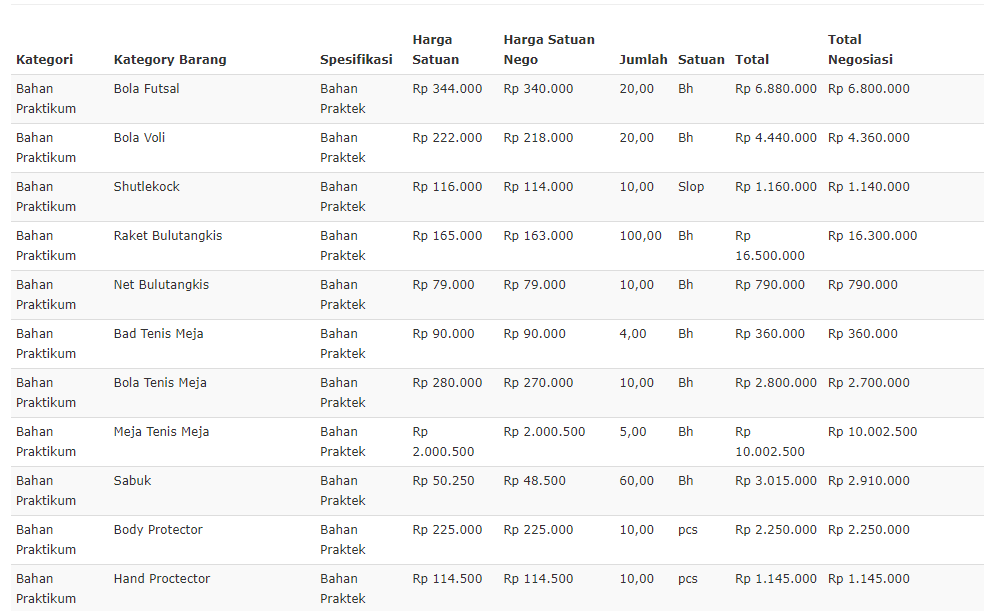 Kategori Kategory Barang Spesifikasi Harga Satuan Harga Satuan Nego Jumlah Satuan Total Total Negosiasi
Bahan Praktikum Bola Futsal Bahan Praktek Rp 344.000 Rp 340.000 20,00 Bh Rp 6.880.000 Rp 6.800.000
Bahan Praktikum Bola Voli Bahan Praktek Rp 222.000 Rp 218.000 20,00 Bh Rp 4.440.000 Rp 4.360.000
Bahan Praktikum Shutlekock Bahan Praktek Rp 116.000 Rp 114.000 10,00 Slop Rp 1.160.000 Rp 1.140.000
Bahan Praktikum Raket Bulutangkis Bahan Praktek Rp 165.000 Rp 163.000 100,00 Bh Rp 16.500.000 Rp 16.300.000
Bahan Praktikum Net Bulutangkis Bahan Praktek Rp 79.000 Rp 79.000 10,00 Bh Rp 790.000 Rp 790.000
Bahan Praktikum Bad Tenis Meja Bahan Praktek Rp 90.000 Rp 90.000 4,00 Bh Rp 360.000 Rp 360.000
Bahan Praktikum Bola Tenis Meja Bahan Praktek Rp 280.000 Rp 270.000 10,00 Bh Rp 2.800.000 Rp 2.700.000
Bahan Praktikum Meja Tenis Meja Bahan Praktek Rp 2.000.500 Rp 2.000.500 5,00 Bh Rp 10.002.500 Rp 10.002.500
Bahan Praktikum Sabuk Bahan Praktek Rp 50.250 Rp 48.500 60,00 Bh Rp 3.015.000 Rp 2.910.000
Bahan Praktikum Body Protector Bahan Praktek Rp 225.000 Rp 225.000 10,00 pcs Rp 2.250.000 Rp 2.250.000
Bahan Praktikum Hand Proctector Bahan Praktek Rp 114.500 Rp 114.500 10,00 pcs Rp 1.145.000 Rp 1.145.000